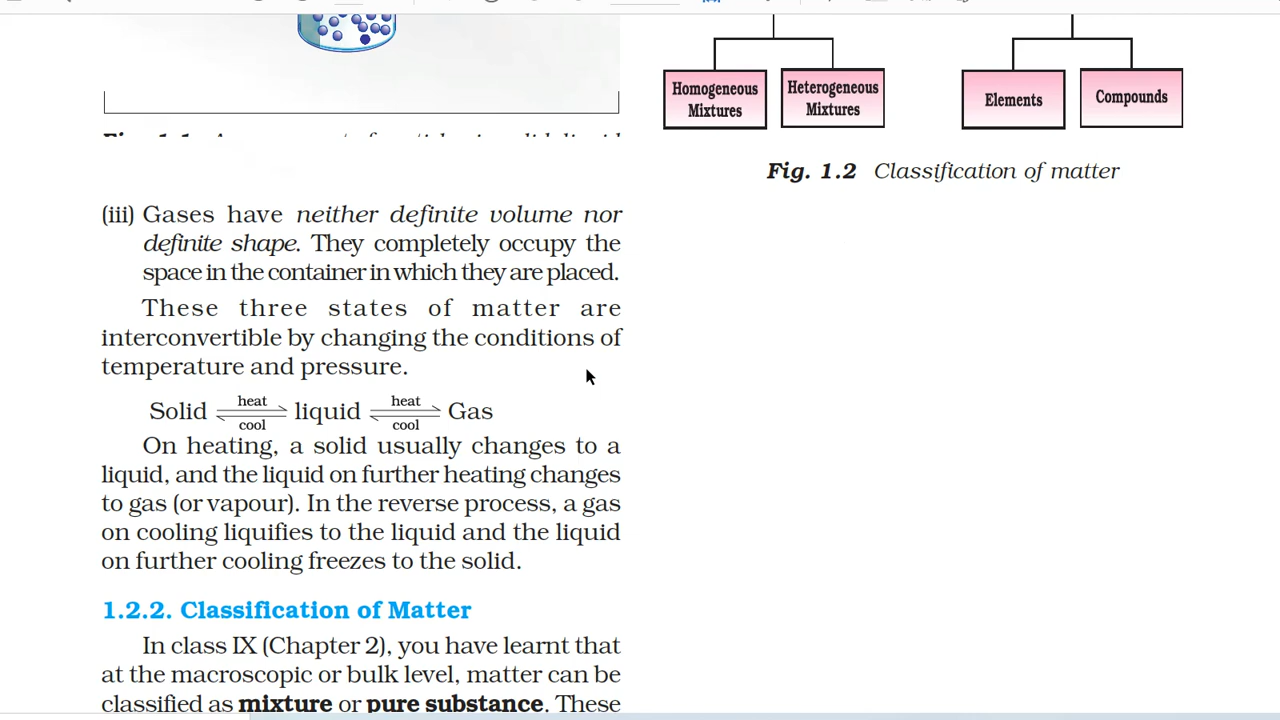 (iii) Gases have neither definite volume nor
definite shape. They completely occupy the
space in the container in which they are placed.
These three states of matter are
interconvertible by changing the conditions of
temperature and pressure.
Solid heat cool liquid heat cool Gas
On heating, a solid usually changes to a
liquid, and the liquid on further heating changes
to gas (or vapour). In the reverse process, a gas
on cooling liquifies to the liquid and the liquid
on further cooling freezes to the solid.
1.2.2. Classification of Matter
In class IX (Chapter 2), you have learnt that
at the macroscopic or bulk level, matter can be
classified as mixture or pure substance. These
Homogeneous
Mixtures
Heterogeneous
Mixtures
Elements
Compounds
Fig. 1.2 Classification of matter